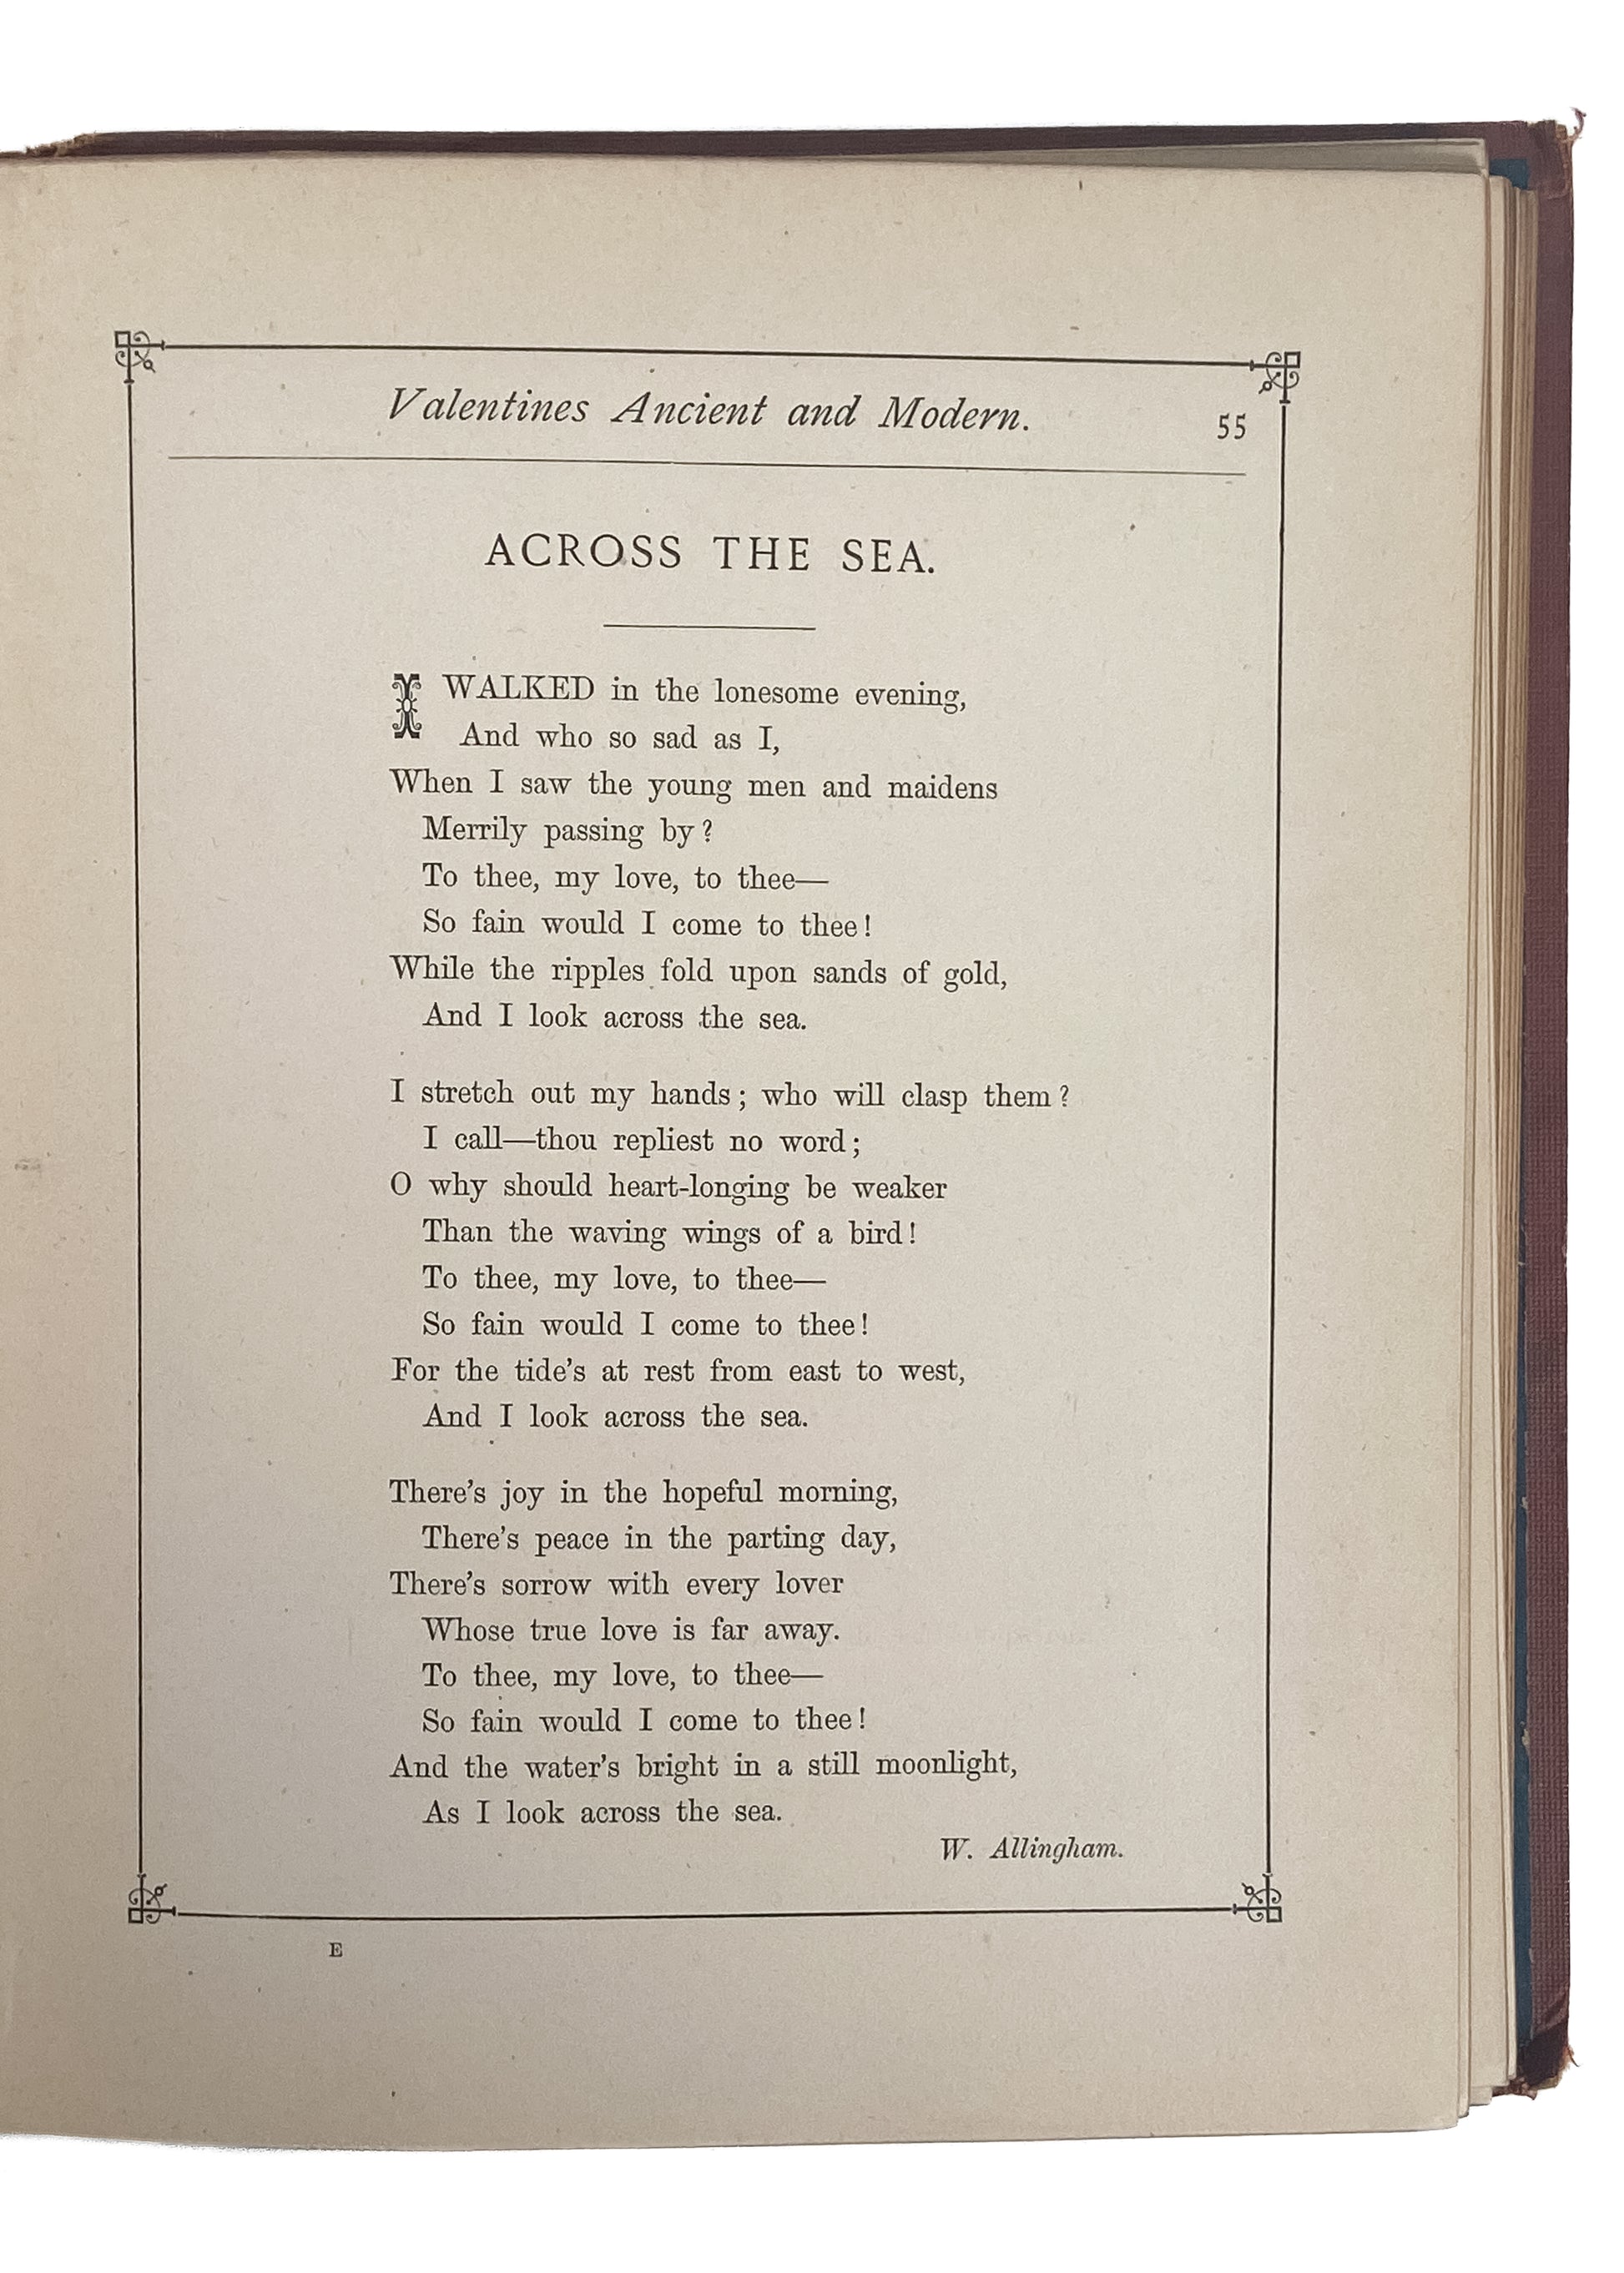 Valentines Ancient and Modern. 55
ACROSS THE SEA.
I WALKED in the lonesome evening,
And who so sad as I,
When I saw the young men and maidens
Merrily passing by?
To thee, my love, to thee—
So fain would I come to thee!
While the ripples fold upon sands of gold,
And I look across the sea.
I stretch out my hands; who will clasp them?
I call—thou repliest no word;
O why should heart-longing be weaker
Than the waving wings of a bird!
To thee, my love, to thee—
So fain would I come to thee!
For the tide's at rest from east to west,
And I look across the sea.
There's joy in the hopeful morning,
There's peace in the parting day,
There's sorrow with every lover
Whose true love is far away.
To thee, my love, to thee—
So fain would I come to thee!
And the water's bright in a still moonlight,
As I look across the sea.
W. Allingham.
E